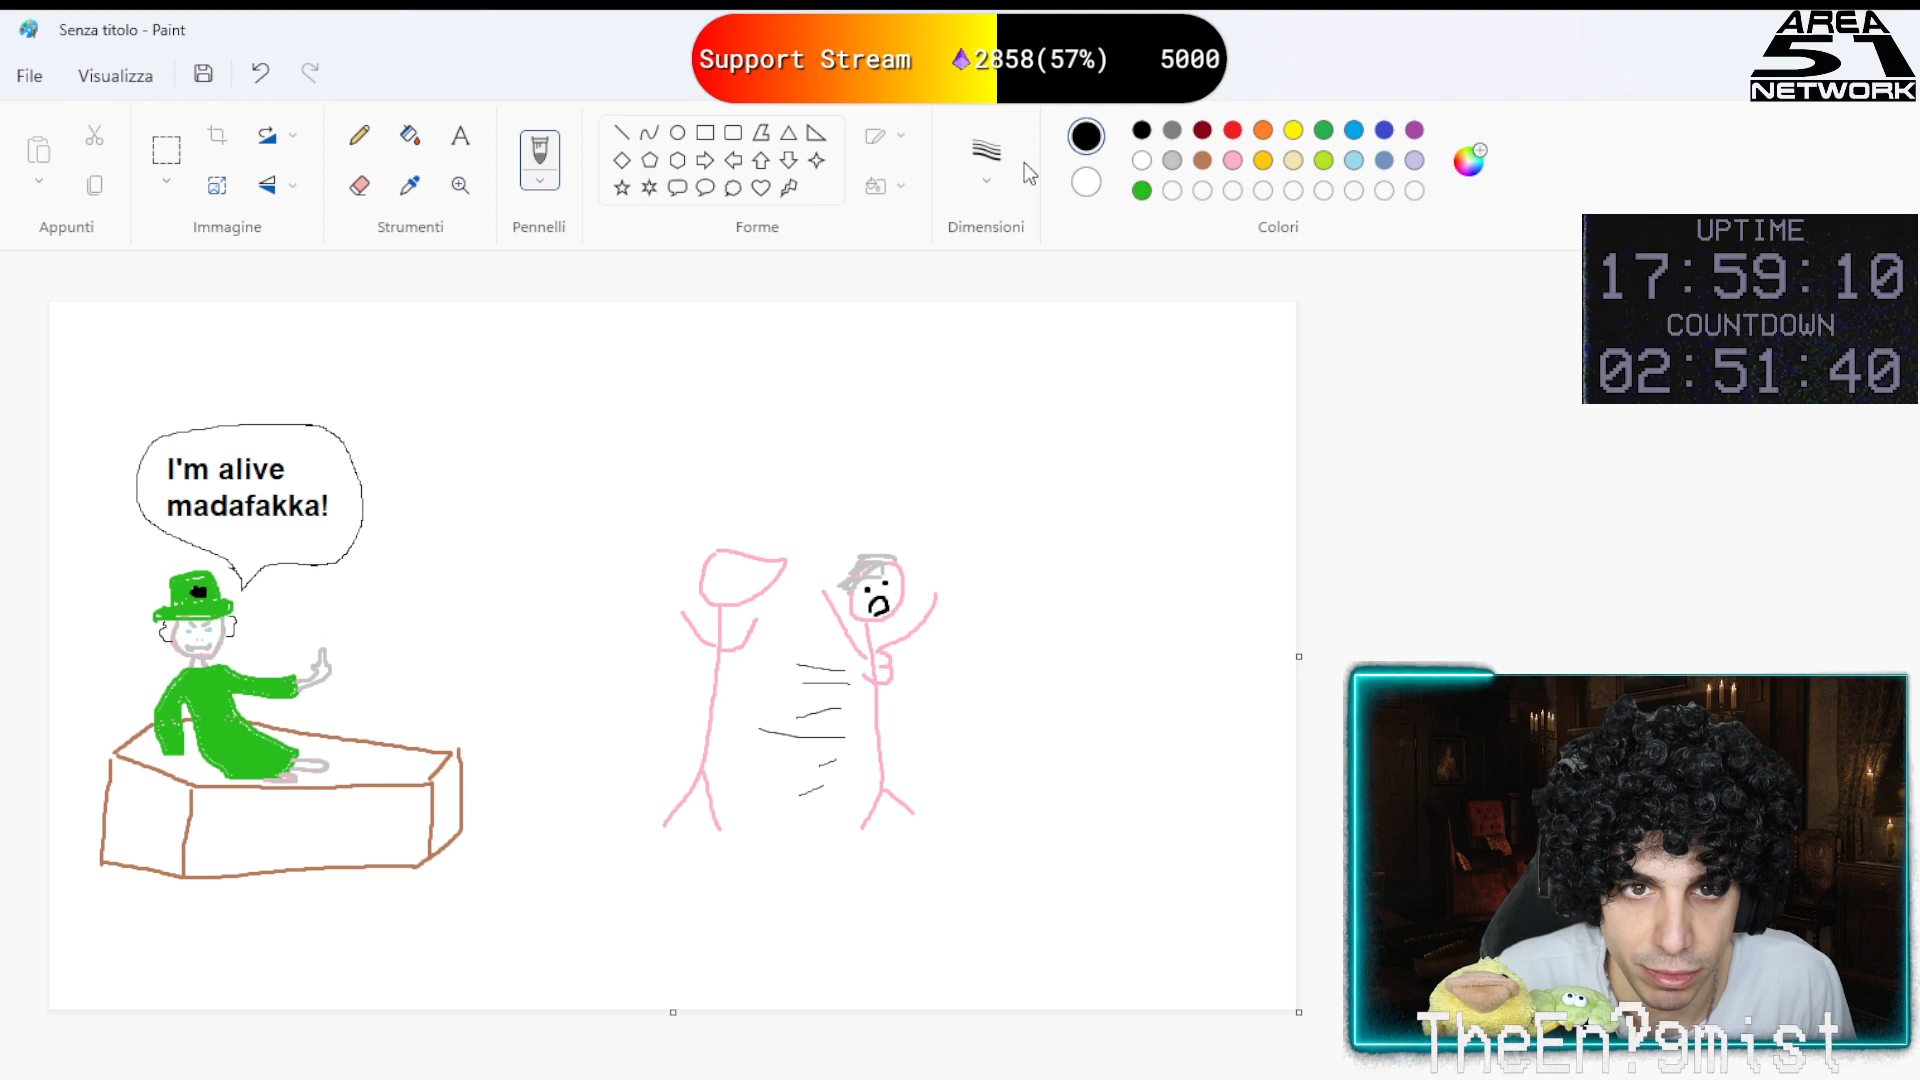 Senza titolo - Paint
File
Visualizza
Support Stream 2858(57%) 5000
AREA
51
NETWORK
Appunti
Immagine
Strumenti
Pennelli
Forme
Dimensioni
Colori
UPTIME
17:59:10
COUNTDOWN
02:51:40
I'm alive
madafakka!
TheEn?gmist